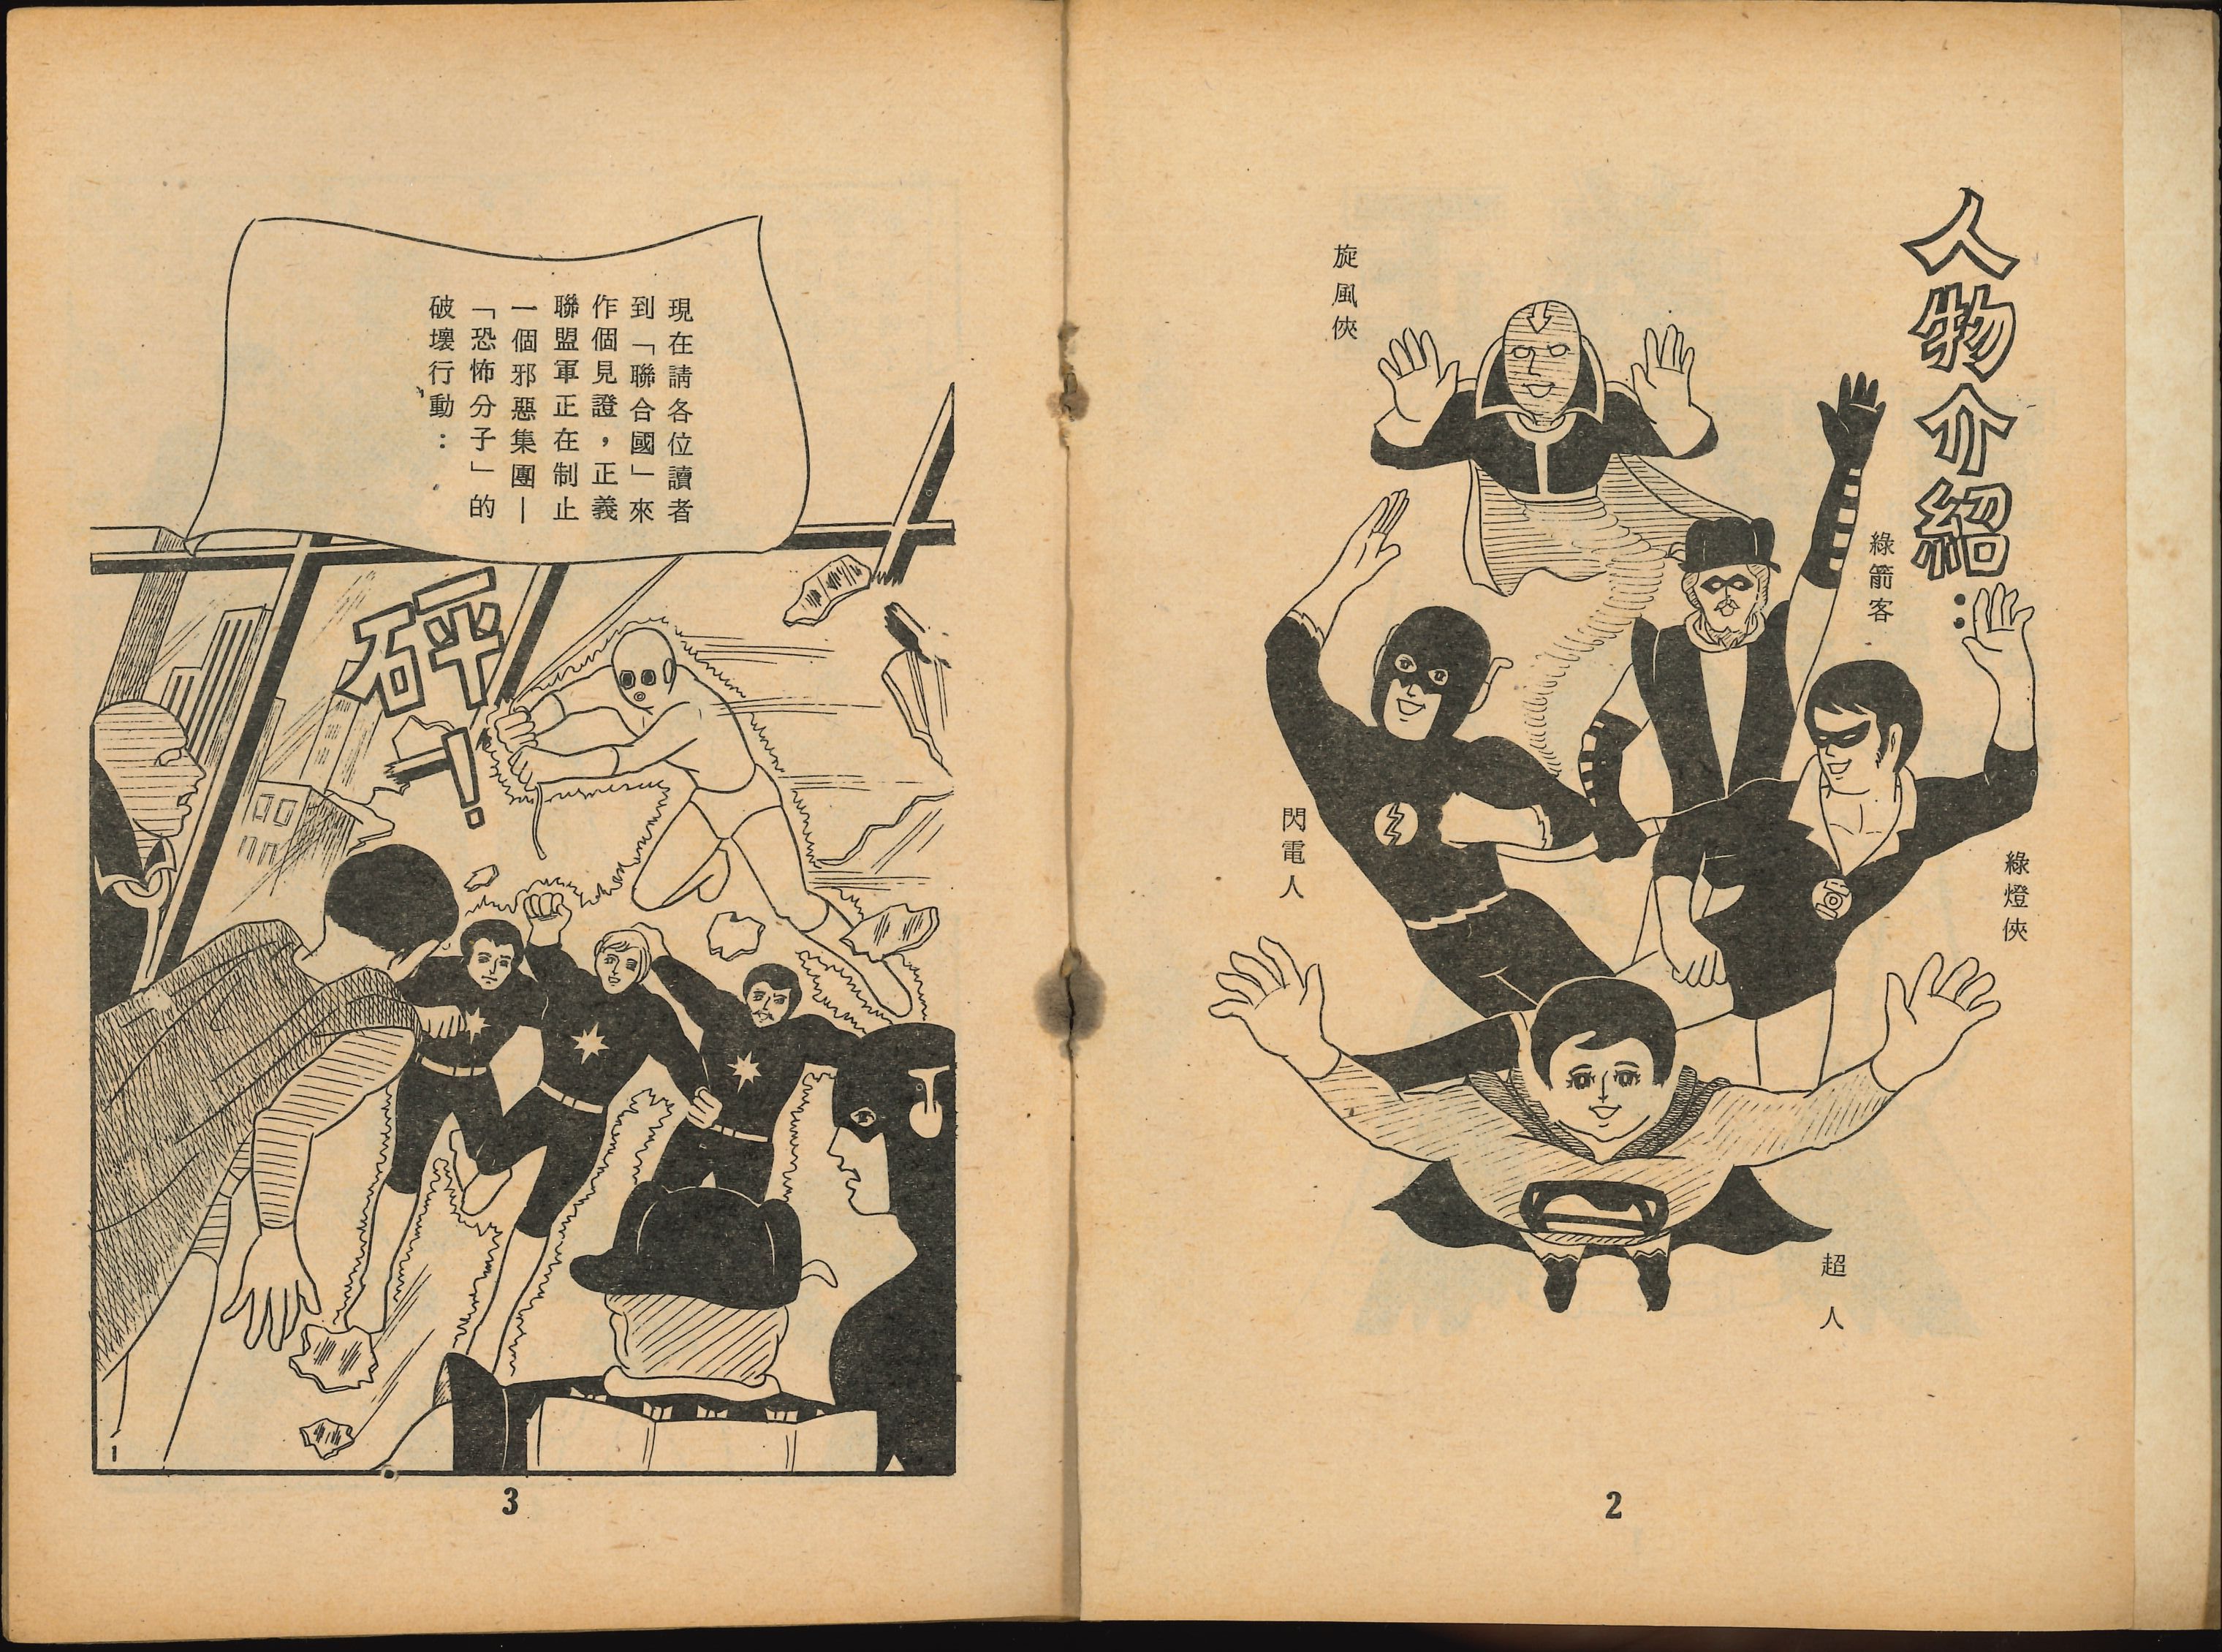 人物介紹：
綠箭客
綠燈俠
旋風俠
閃電人
超人
2
現在請各位讀者
到「聯合國」來
作個見證，正義
聯盟軍正在制止
一個邪惡集團—
「恐怖分子」的
破壞行動：
砰！
1
3